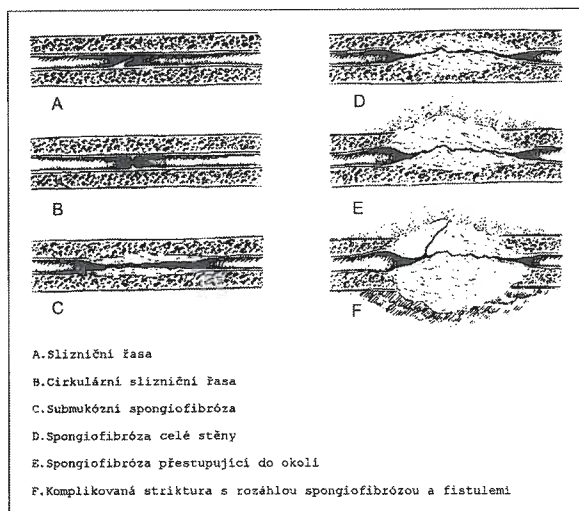 A
D
B
E
C
F
A.Slizniční řasa
B.Cirkulární slizniční řasa
C.Submukózní spongiofibróza
D.Spongiofibróza celé stěny
E.Spongiofibróza přestupující do okolí
F.Komplikovaná striktura s rozáhlou spongiofibrózou a fistulemi